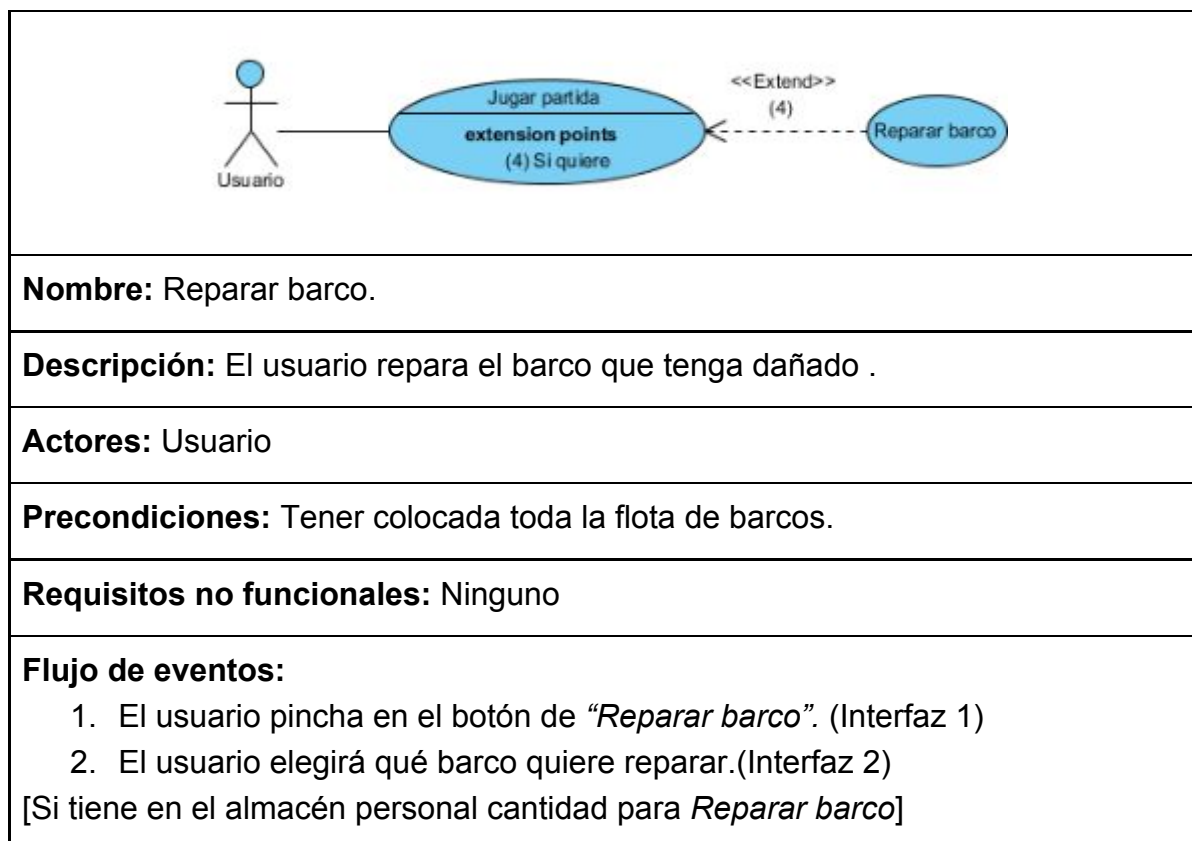 <<Extend>>
(4)
Jugar partida
extension points
(4) Si quiere
Reparar barco
Usuario
Nombre: Reparar barco.
Descripción: El usuario repara el barco que tenga dañado .
Actores: Usuario
Precondiciones: Tener colocada toda la flota de barcos.
Requisitos no funcionales: Ninguno
Flujo de eventos:
1. El usuario pincha en el botón de “Reparar barco”. (Interfaz 1)
2. El usuario elegirá qué barco quiere reparar.(Interfaz 2)
[Si tiene en el almacén personal cantidad para Reparar barco]